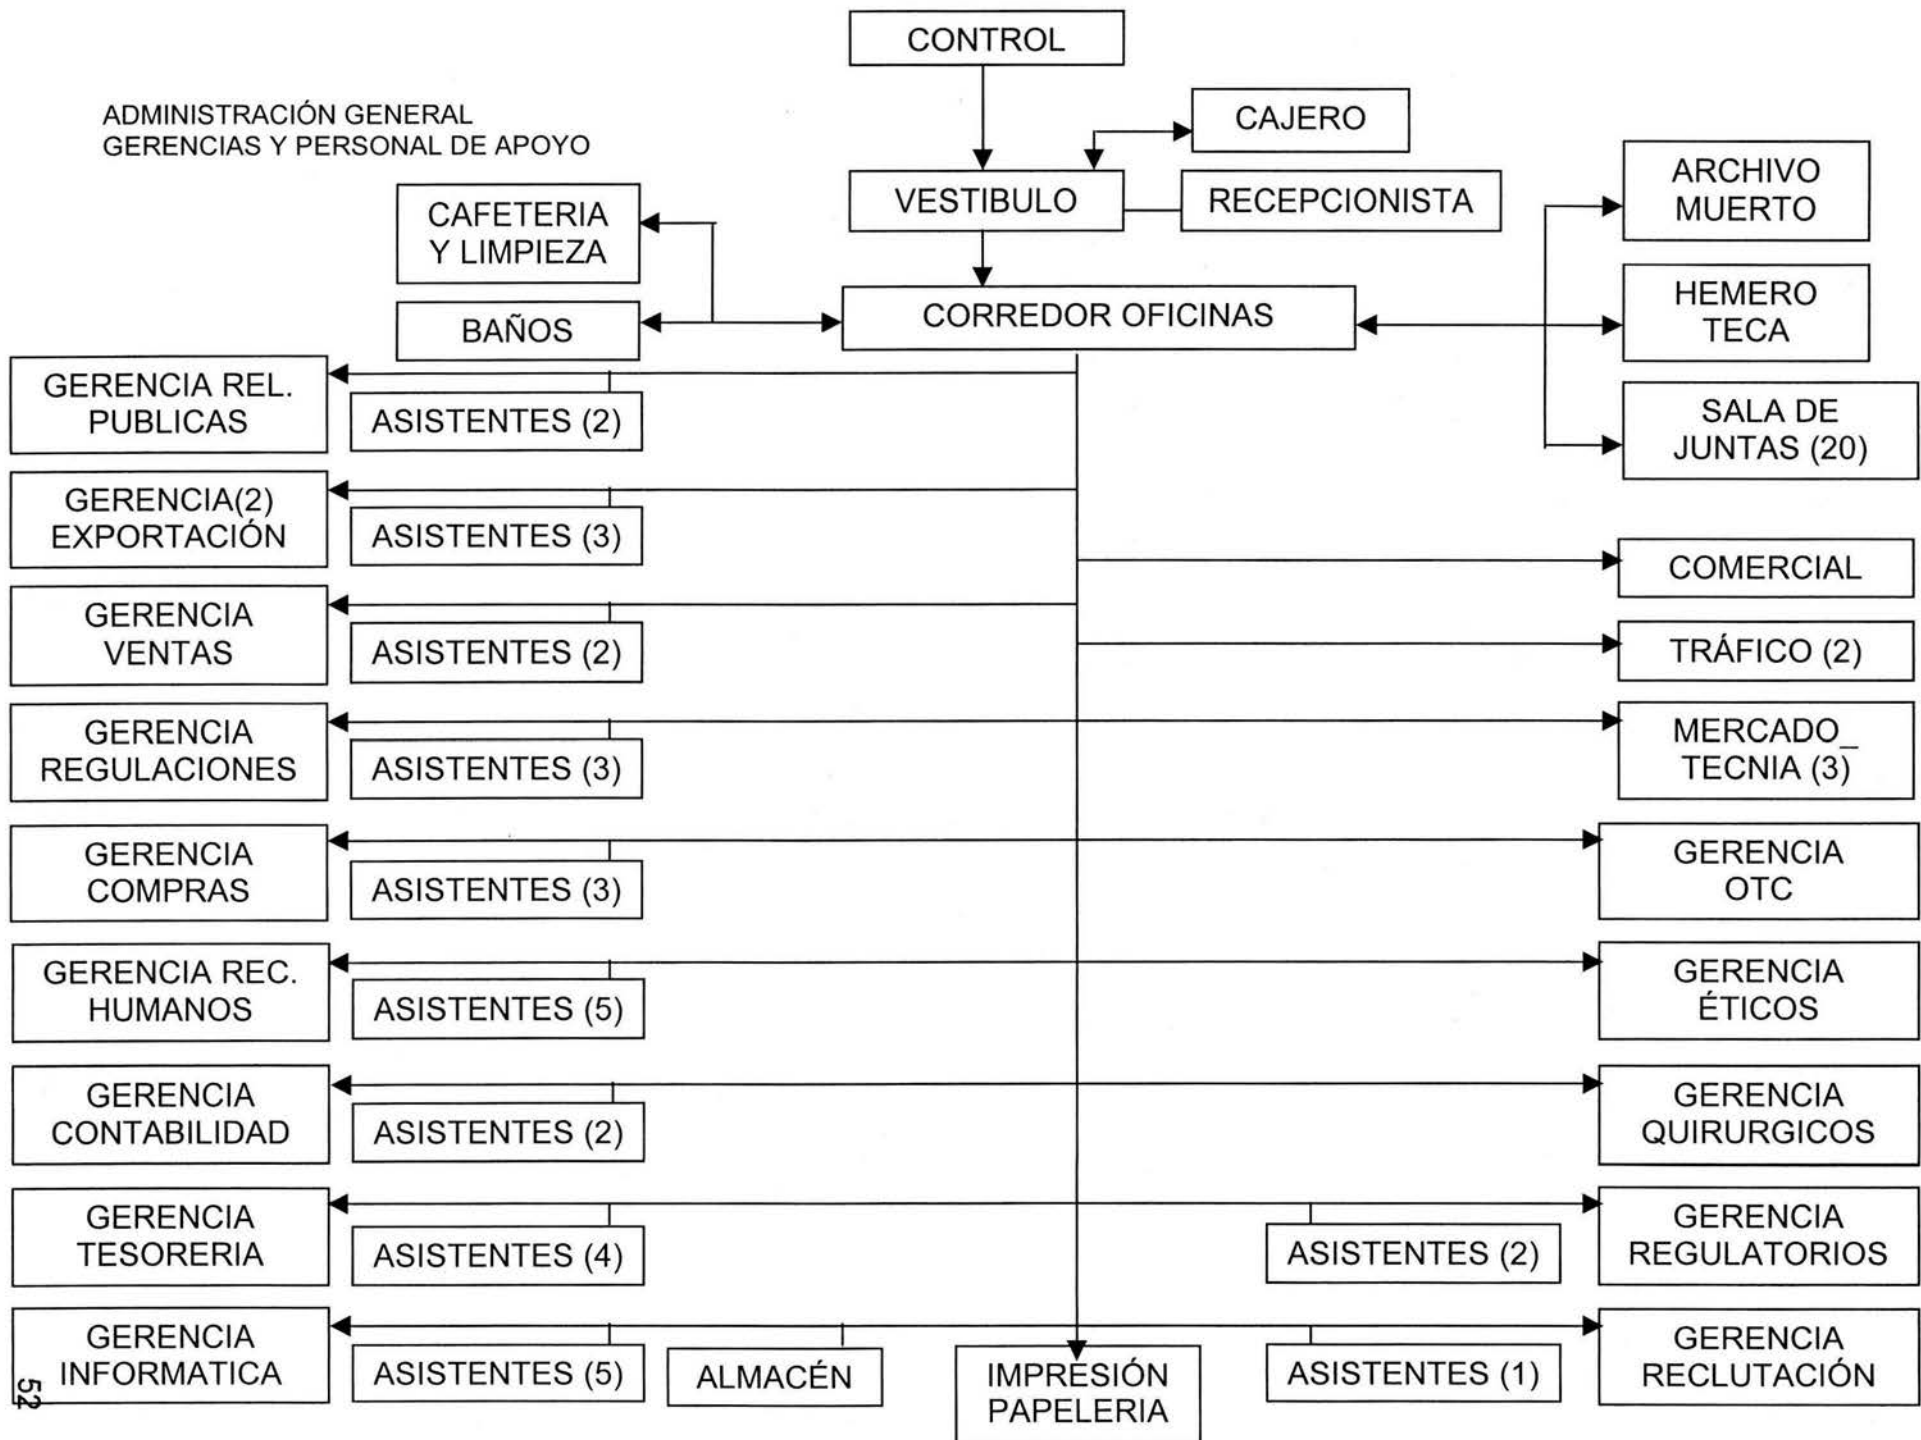 CONTROL
ADMINISTRACIÓN GENERAL
GERENCIAS Y PERSONAL DE APOYO
CAJERO
VESTIBULO
RECEPCIONISTA
ARCHIVO
MUERTO
CAFETERIA
Y LIMPIEZA
CORREDOR OFICINAS
HEMERO
TECA
BAÑOS
GERENCIA REL.
PUBLICAS
ASISTENTES (2)
SALA DE
JUNTAS (20)
GERENCIA(2)
EXPORTACIÓN
ASISTENTES (3)
COMERCIAL
GERENCIA
VENTAS
ASISTENTES (2)
TRÁFICO (2)
GERENCIA
REGULACIONES
ASISTENTES (3)
MERCADO_
TECNIA (3)
GERENCIA
COMPRAS
ASISTENTES (3)
GERENCIA
OTC
GERENCIA REC.
HUMANOS
ASISTENTES (5)
GERENCIA
ÉTICOS
GERENCIA
CONTABILIDAD
ASISTENTES (2)
GERENCIA
QUIRURGICOS
GERENCIA
TESORERIA
ASISTENTES (4)
ASISTENTES (2)
GERENCIA
REGULATORIOS
GERENCIA
INFORMATICA
ASISTENTES (5)
ALMACÉN
IMPRESIÓN
PAPELERIA
ASISTENTES (1)
GERENCIA
RECLUTACIÓN
52